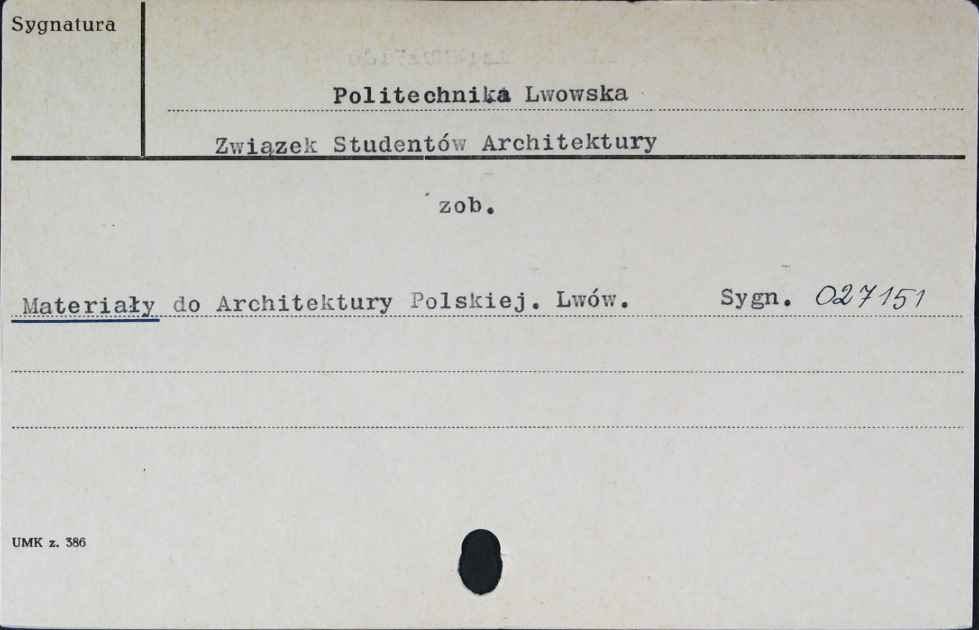 Sygnatura
Politechnika Lwowska
Związek Studentów Architektury
zob.
Materiały do Architektury Polskiej. Lwów. Sygn. 027151
UMK z. 386